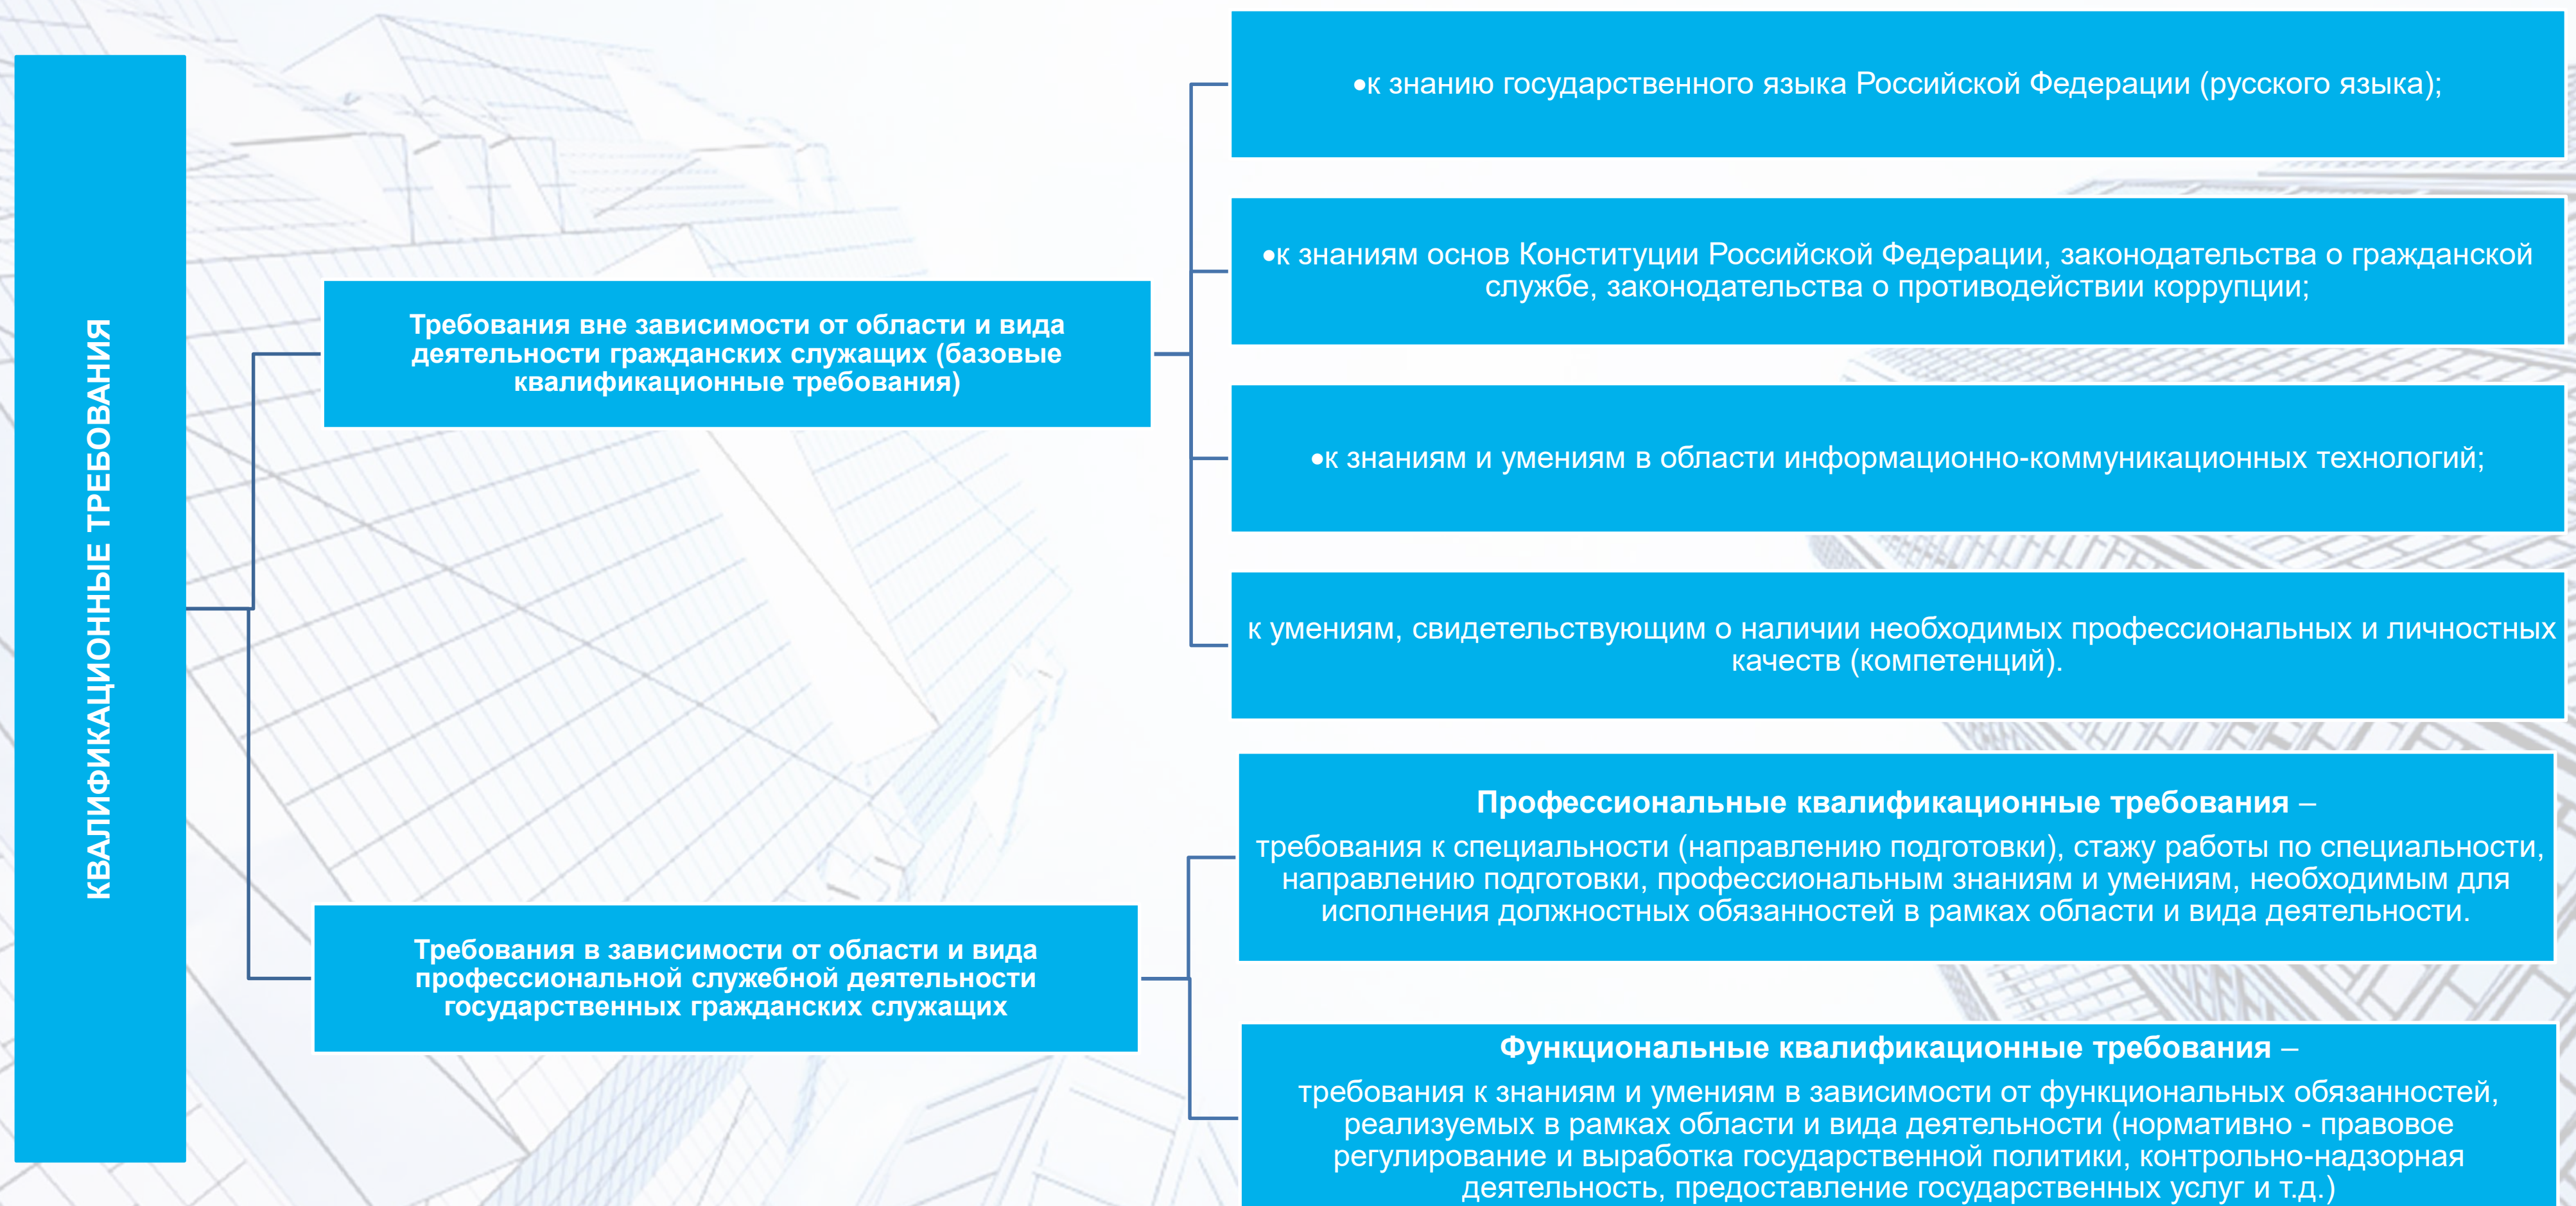 КВАЛИФИКАЦИОННЫЕ ТРЕБОВАНИЯ
Требования вне зависимости от области и вида
деятельности гражданских служащих (базовые
квалификационные требования)
•к знанию государственного языка Российской Федерации (русского языка);
•к знаниям основ Конституции Российской Федерации, законодательства о гражданской
службе, законодательства о противодействии коррупции;
•к знаниям и умениям в области информационно-коммуникационных технологий;
к умениям, свидетельствующим о наличии необходимых профессиональных и личностных
качеств (компетенций).
Требования в зависимости от области и вида
профессиональной служебной деятельности
государственных гражданских служащих
Профессиональные квалификационные требования –
требования к специальности (направлению подготовки), стажу работы по специальности,
направлению подготовки, профессиональным знаниям и умениям, необходимым для
исполнения должностных обязанностей в рамках области и вида деятельности.
Функциональные квалификационные требования –
требования к знаниям и умениям в зависимости от функциональных обязанностей,
реализуемых в рамках области и вида деятельности (нормативно - правовое
регулирование и выработка государственной политики, контрольно-надзорная
деятельность, предоставление государственных услуг и т.д.)